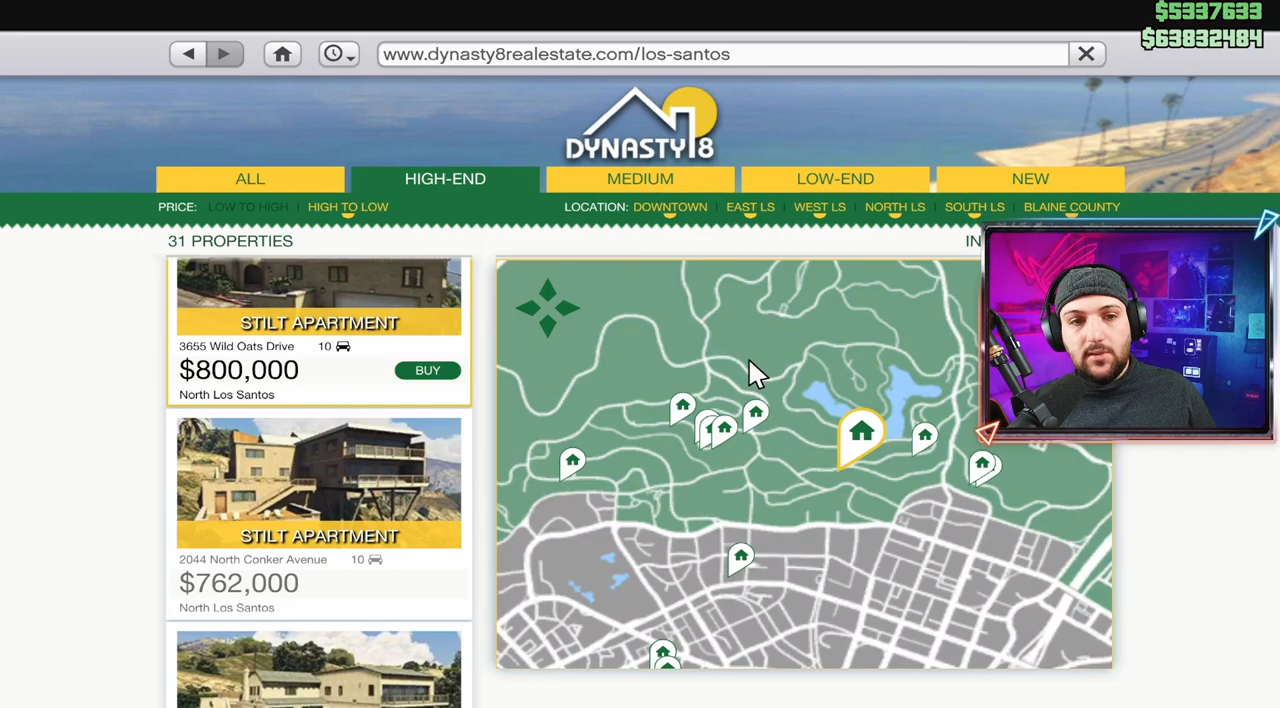 $5337633
$63832484
www.dynasty8realestate.com/los-santos
DYNASTY 8
ALL
HIGH-END
MEDIUM
LOW-END
NEW
PRICE: LOW TO HIGH | HIGH TO LOW
LOCATION: DOWNTOWN | EAST LS | WEST LS | NORTH LS | SOUTH LS | BLAINE COUNTY
31 PROPERTIES
IN
STILT APARTMENT
3655 Wild Oats Drive 10
$800,000
BUY
North Los Santos
STILT APARTMENT
2044 North Conker Avenue 10
$762,000
North Los Santos